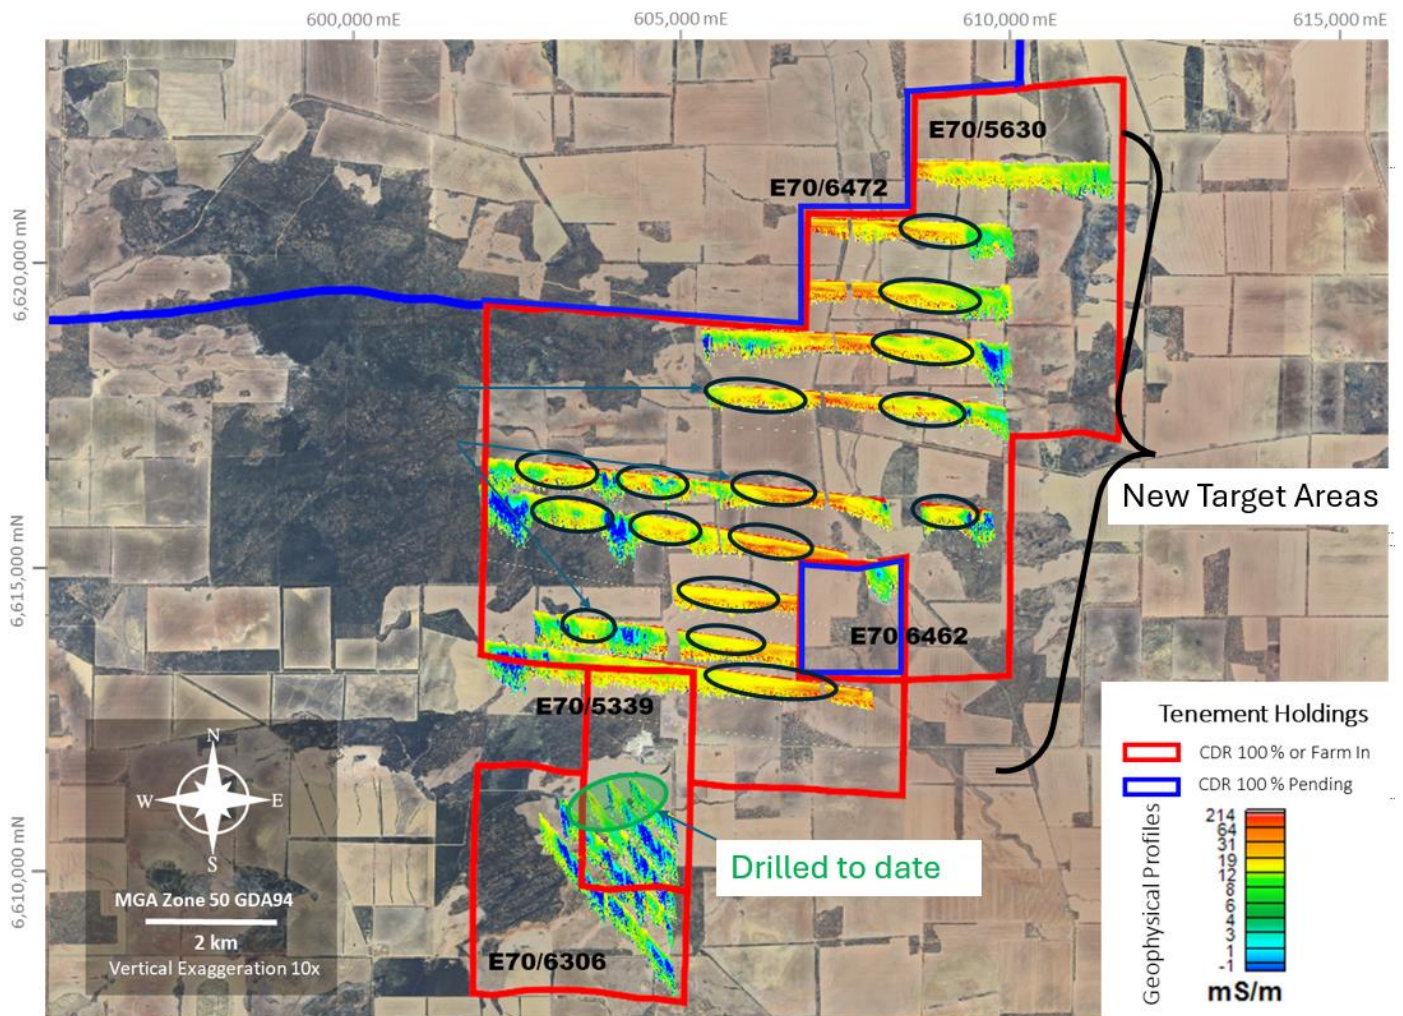 600,000 mE
605,000 mE
610,000 mE
615,000 mE
6,620,000 mN
6,615,000 mN
6,610,000 mN
E70/5630
E70/6472
New Target Areas
E70/6462
E70/5339
Drilled to date
E70/6306
N
W
E
S
MGA Zone 50 GDA94
2 km
Vertical Exaggeration 10x
Tenement Holdings
CDR 100 % or Farm In
CDR 100 % Pending
Geophysical Profiles
214
64
31
19
12
8
6
4
3
1
-1
mS/m